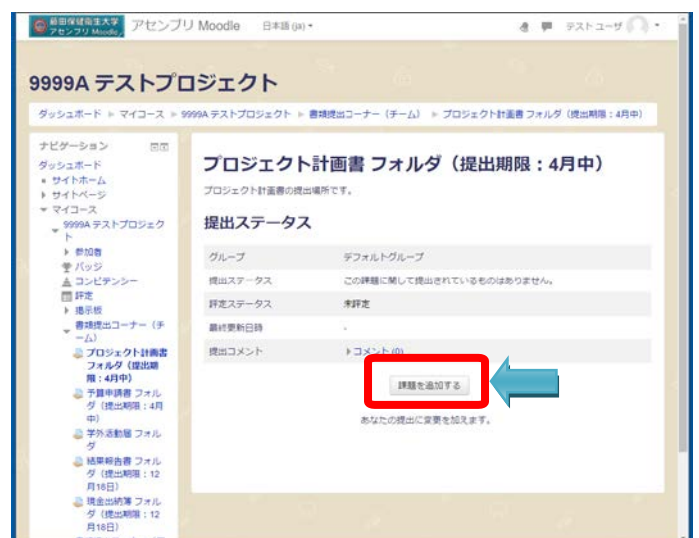 藤田保健衛生大学
アセンブリ Moodle
アセンブリ Moodle
日本語 (ja)
テスト ユーザ
9999A テストプロジェクト
ダッシュボード ▶ マイコース ▶ 9999A テストプロジェクト ▶ 書類提出コーナー（チーム） ▶ プロジェクト計画書 フォルダ（提出期限：4月中）
ナビゲーション
ダッシュボード
サイトホーム
サイトページ
マイコース
9999A テストプロジェク
ト
参加者
バッジ
コンピテンシー
評定
掲示板
書類提出コーナー（チ
ーム）
プロジェクト計画書
フォルダ（提出期
限：4月中）
予算申請書 フォル
ダ（提出期限：4月
中）
学外活動届 フォル
ダ
結果報告書 フォル
ダ（提出期限：12
月16日）
現金出納簿 フォル
ダ（提出期限：12
月16日）
プロジェクト計画書 フォルダ（提出期限：4月中）
プロジェクト計画書の提出場所です。
提出ステータス
グループ デフォルトグループ
提出ステータス この課題に関して提出されているものはありません。
評定ステータス 未評定
最終更新日時 -
提出コメント コメント (0)
課題を追加する
あなたの提出に変更を加えます。